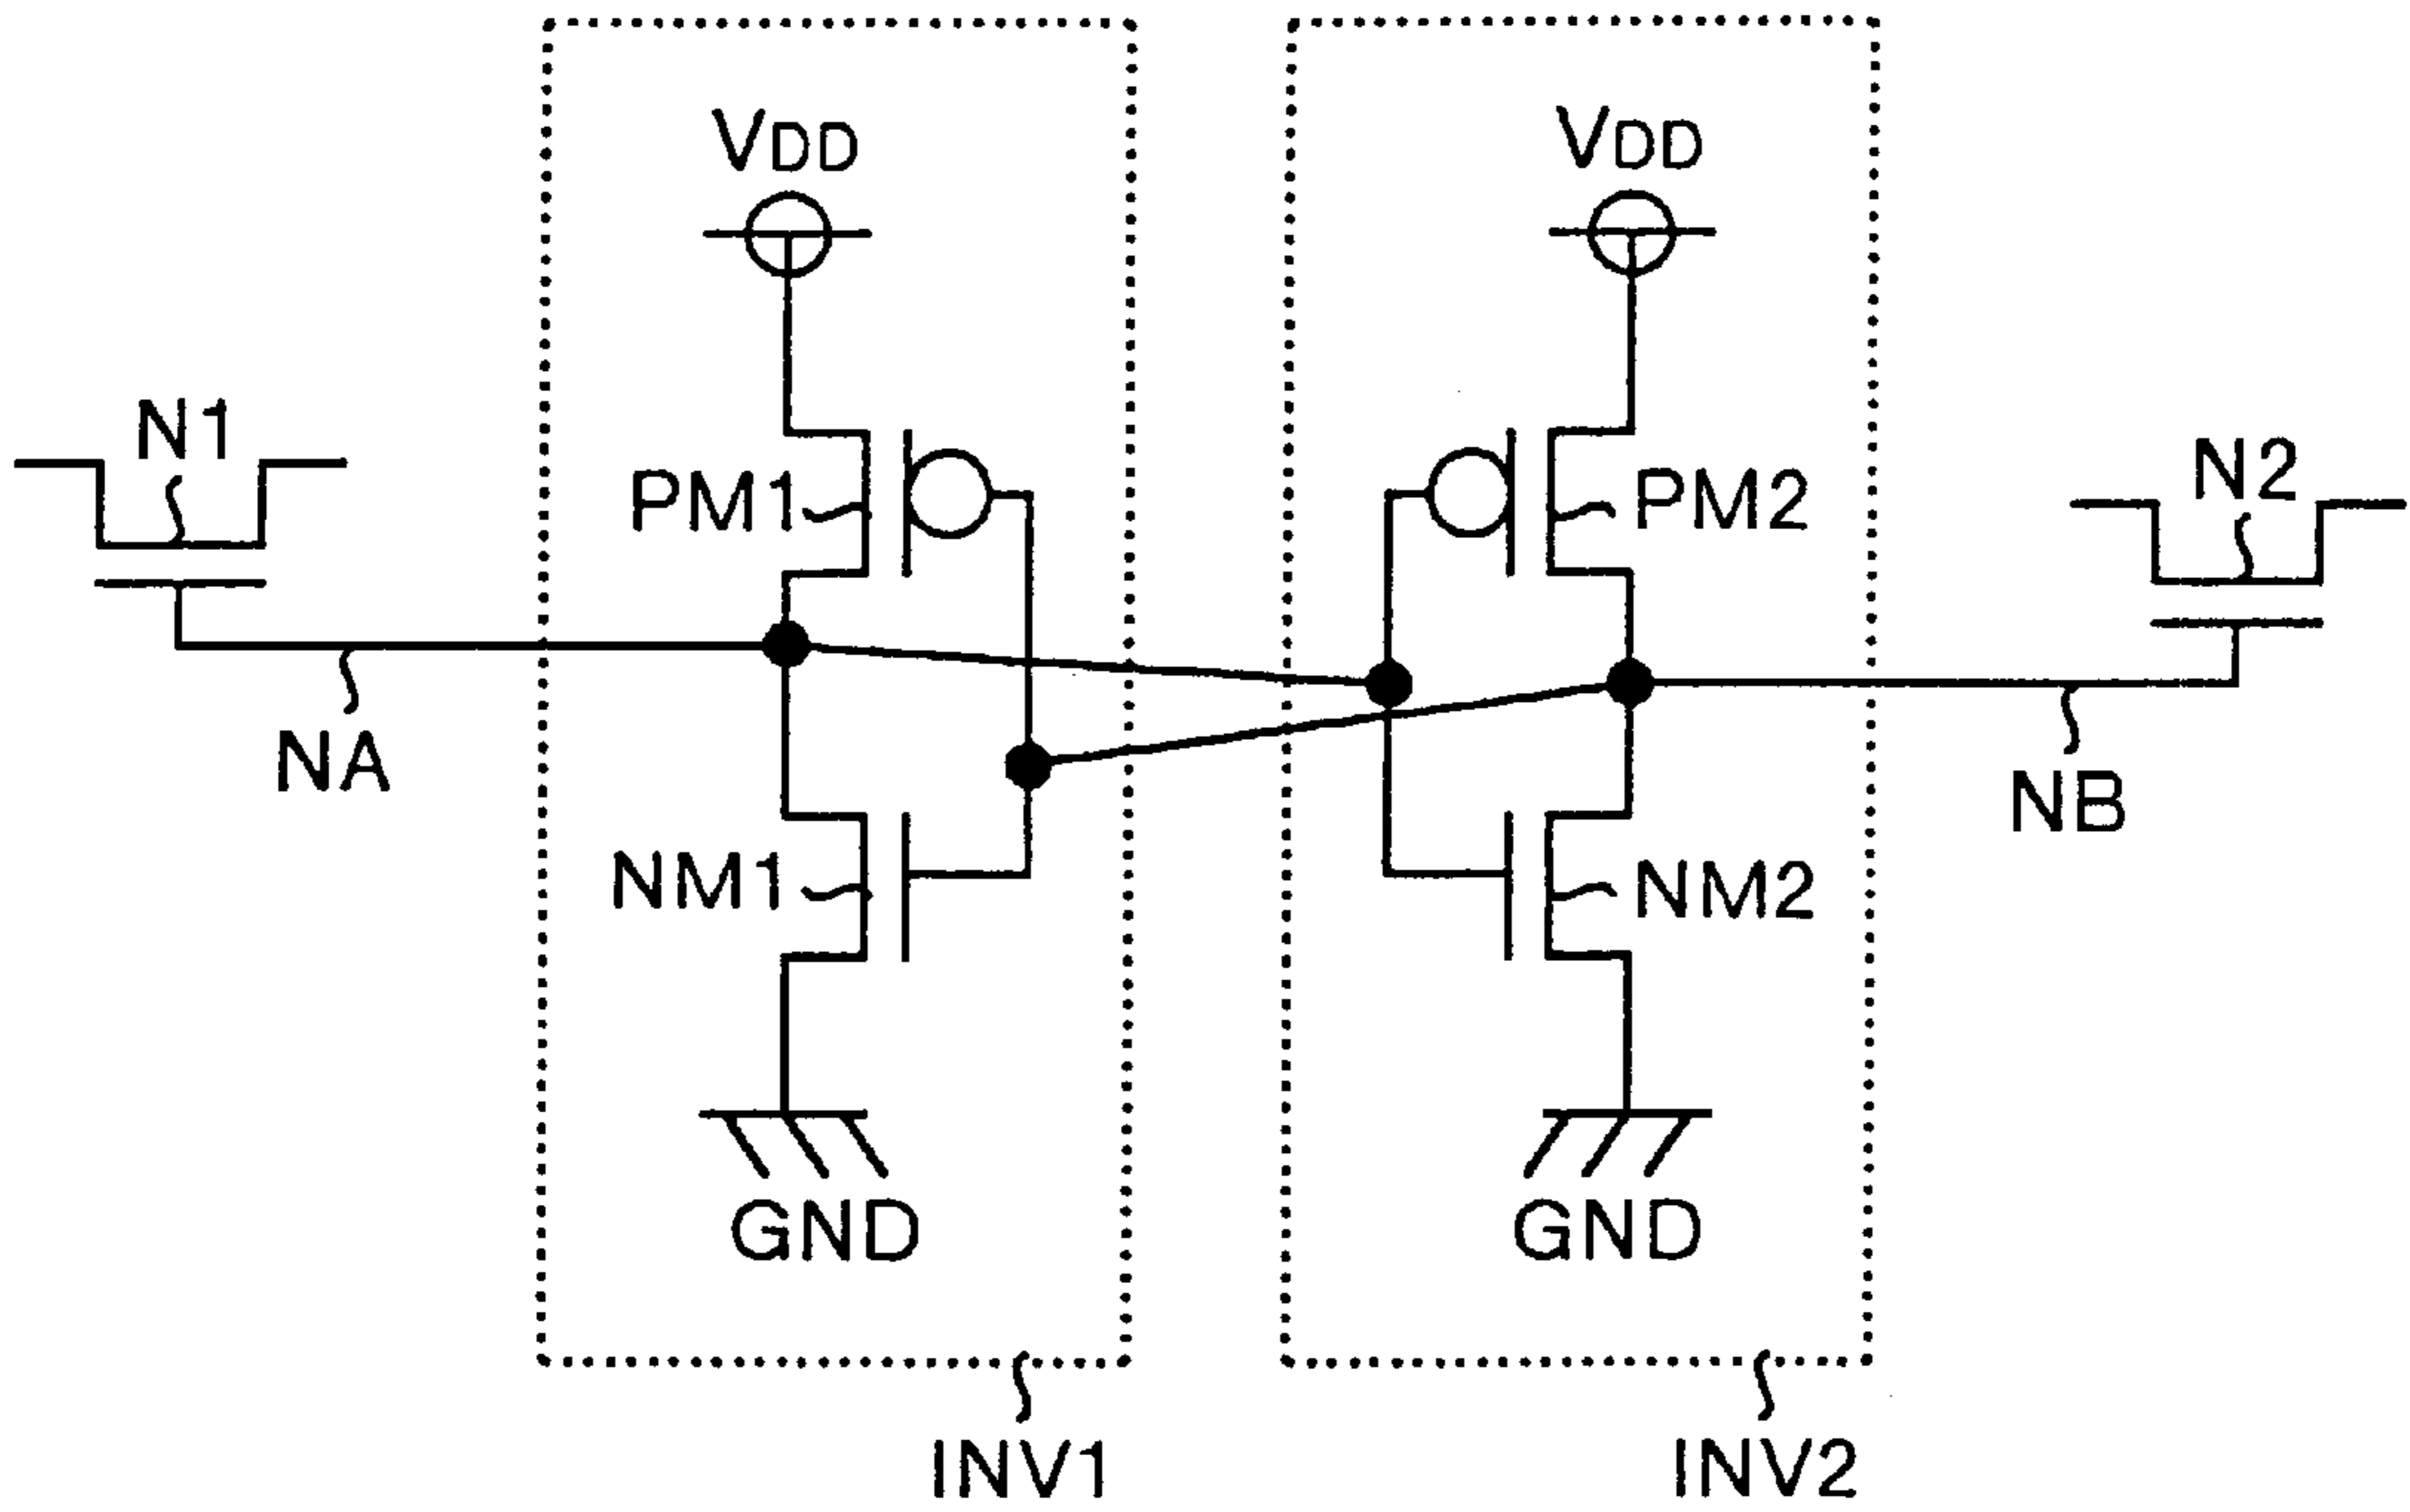 VDD
VDD
N1
PM1
PM2
N2
NA
NB
NM1
NM2
GND
GND
INV1
INV2